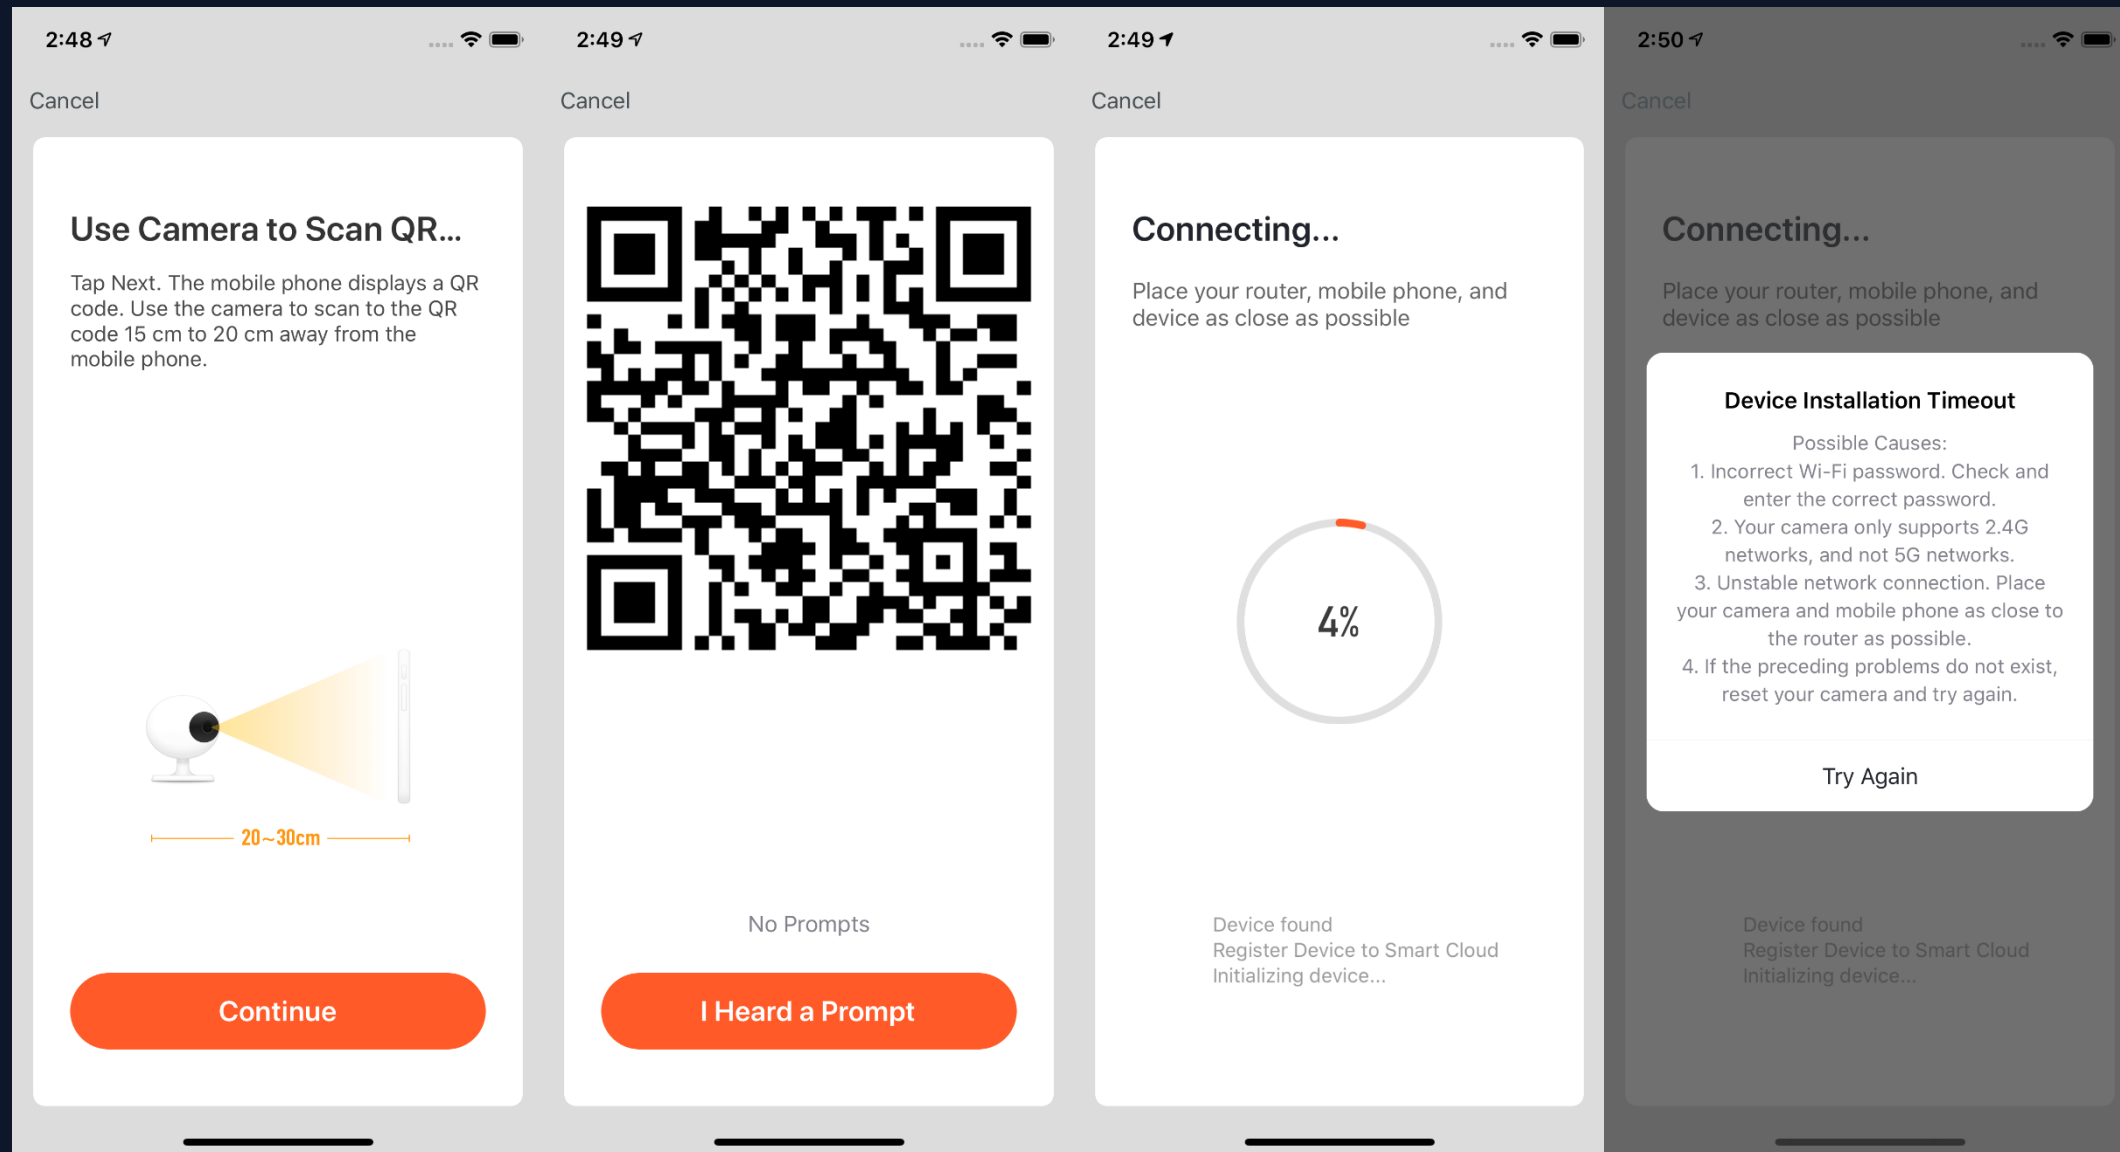 2:48
Cancel
Use Camera to Scan QR...
Tap Next. The mobile phone displays a QR
code. Use the camera to scan to the QR
code 15 cm to 20 cm away from the
mobile phone.
20~30cm
Continue
2:49
Cancel
No Prompts
I Heard a Prompt
2:49
Cancel
Connecting...
Place your router, mobile phone, and
device as close as possible
4%
Device found
Register Device to Smart Cloud
Initializing device...
2:50
Cancel
Connecting...
Place your router, mobile phone, and
device as close as possible
Device Installation Timeout
Possible Causes:
1. Incorrect Wi-Fi password. Check and
enter the correct password.
2. Your camera only supports 2.4G
networks, and not 5G networks.
3. Unstable network connection. Place
your camera and mobile phone as close to
the router as possible.
4. If the preceding problems do not exist,
reset your camera and try again.
Try Again
Device found
Register Device to Smart Cloud
Initializing device...